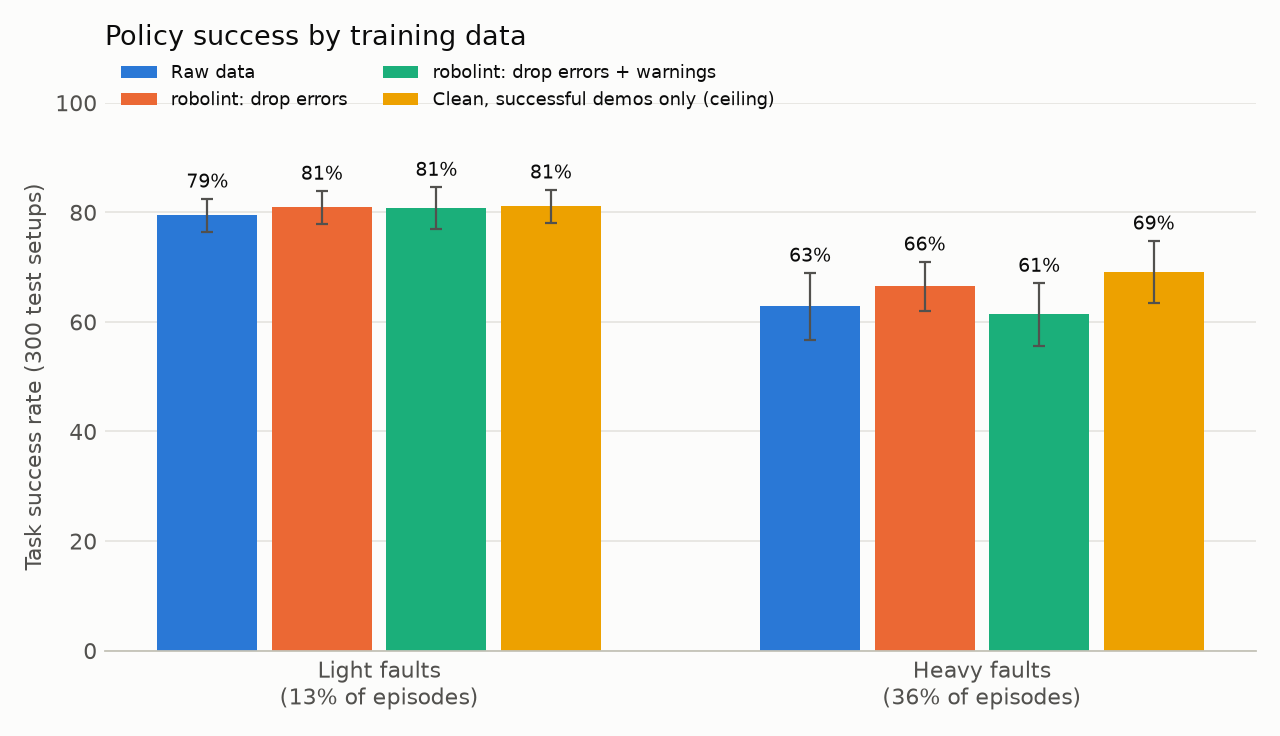 Policy success by training data
Raw data
robolint: drop errors
robolint: drop errors + warnings
Clean, successful demos only (ceiling)
Task success rate (300 test setups)
100
80
60
40
20
0
79%
81%
81%
81%
63%
66%
61%
69%
Light faults
(13% of episodes)
Heavy faults
(36% of episodes)